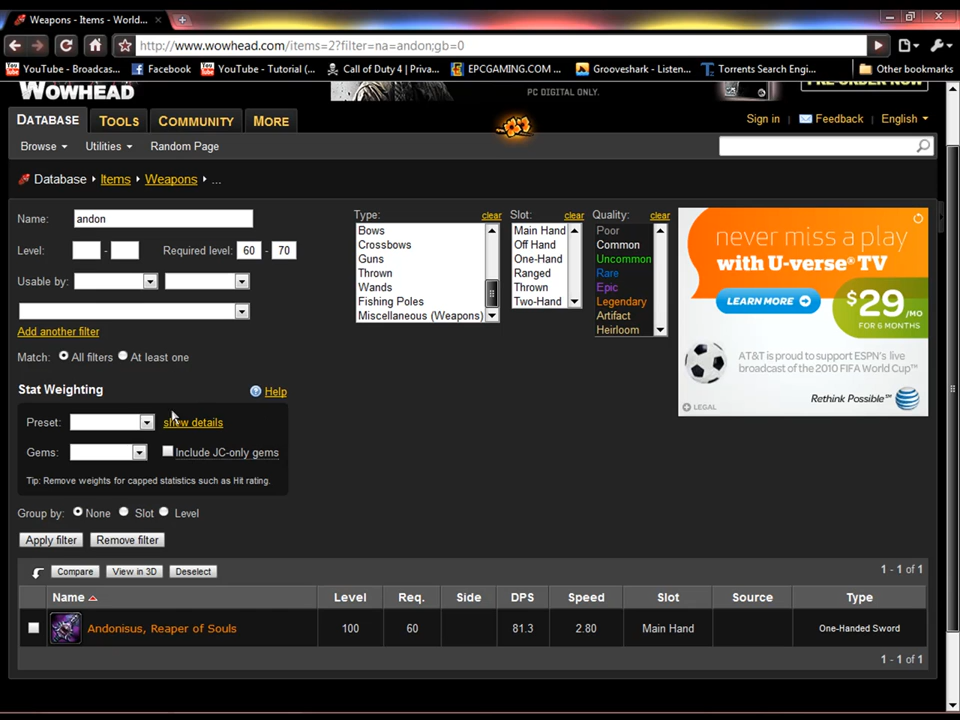 Weapons - Items - World...
http://www.wowhead.com/items=2?filter=na=andon;gb=0
YouTube - Broadcas... Facebook YouTube - Tutorial (... Call of Duty 4 | Priva... EPCGAMING.COM ... Grooveshark - Listen... Torrents Search Engi... Other bookmarks
WOWHEAD PC DIGITAL ONLY.
DATABASE TOOLS COMMUNITY MORE Sign in | Feedback | English
Browse Utilities Random Page
Database Items Weapons ...
Name: andon
Level: - Required level: 60 - 70
Usable by:
Add another filter
Match: All filters At least one
Type: clear
Bows
Crossbows
Guns
Thrown
Wands
Fishing Poles
Miscellaneous (Weapons)
Slot: clear
Main Hand
Off Hand
One-Hand
Ranged
Thrown
Two-Hand
Quality: clear
Poor
Common
Uncommon
Rare
Epic
Legendary
Artifact
Heirloom
never miss a play
with U-verse® TV
LEARN MORE
$29/MO
FOR 6 MONTHS
AT&T is proud to support ESPN's live
broadcast of the 2010 FIFA World Cup™
Rethink Possible℠ at&t
LEGAL
Stat Weighting Help
Preset: show details
Gems: Include JC-only gems
Tip: Remove weights for capped statistics such as Hit rating.
Group by: None Slot Level
Apply filter Remove filter
Compare View in 3D Deselect 1 - 1 of 1
Name Level Req. Side DPS Speed Slot Source Type
Andonisus, Reaper of Souls 100 60 81.3 2.80 Main Hand One-Handed Sword
1 - 1 of 1